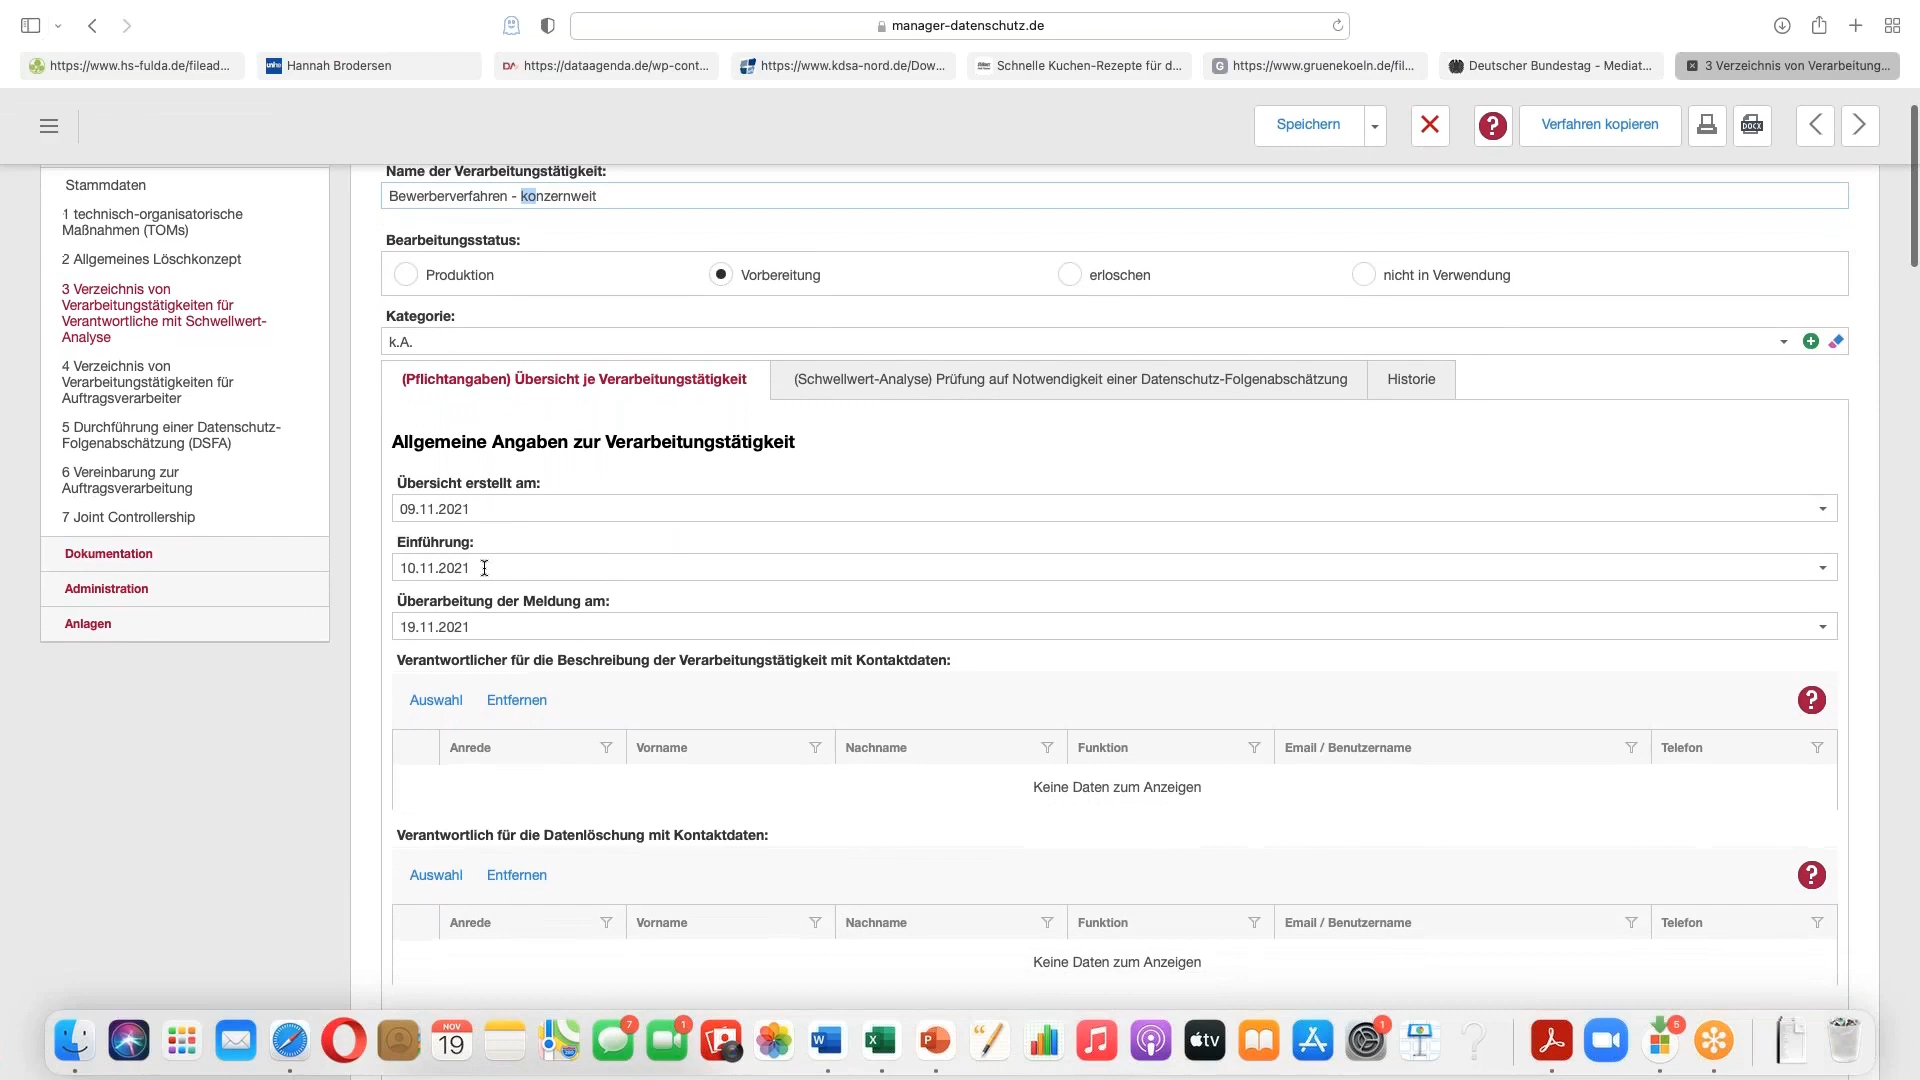 manager-datenschutz.de
https://www.hs-fulda.de/filead...
Hannah Brodersen
https://dataagenda.de/wp-cont...
https://www.kdsa-nord.de/Dow...
Schnelle Kuchen-Rezepte für d...
https://www.gruenekoeln.de/fil...
Deutscher Bundestag - Mediat...
3 Verzeichnis von Verarbeitung...
Speichern
Verfahren kopieren
DOCX
Stammdaten
1 technisch-organisatorische
Maßnahmen (TOMs)
2 Allgemeines Löschkonzept
3 Verzeichnis von
Verarbeitungstätigkeiten für
Verantwortliche mit Schwellwert-
Analyse
4 Verzeichnis von
Verarbeitungstätigkeiten für
Auftragsverarbeiter
5 Durchführung einer Datenschutz-
Folgenabschätzung (DSFA)
6 Vereinbarung zur
Auftragsverarbeitung
7 Joint Controllership
Dokumentation
Administration
Anlagen
Name der Verarbeitungstätigkeit:
Bewerberverfahren - konzernweit
Bearbeitungsstatus:
Produktion Vorbereitung erloschen nicht in Verwendung
Kategorie:
k.A.
(Pflichtangaben) Übersicht je Verarbeitungstätigkeit (Schwellwert-Analyse) Prüfung auf Notwendigkeit einer Datenschutz-Folgenabschätzung Historie
Allgemeine Angaben zur Verarbeitungstätigkeit
Übersicht erstellt am:
09.11.2021
Einführung:
10.11.2021
Überarbeitung der Meldung am:
19.11.2021
Verantwortlicher für die Beschreibung der Verarbeitungstätigkeit mit Kontaktdaten:
Auswahl Entfernen ?
Anrede Vorname Nachname Funktion Email / Benutzername Telefon
Keine Daten zum Anzeigen
Verantwortlich für die Datenlöschung mit Kontaktdaten:
Auswahl Entfernen ?
Anrede Vorname Nachname Funktion Email / Benutzername Telefon
Keine Daten zum Anzeigen
NOV
19
7
1
W
X
P
tv
1
5